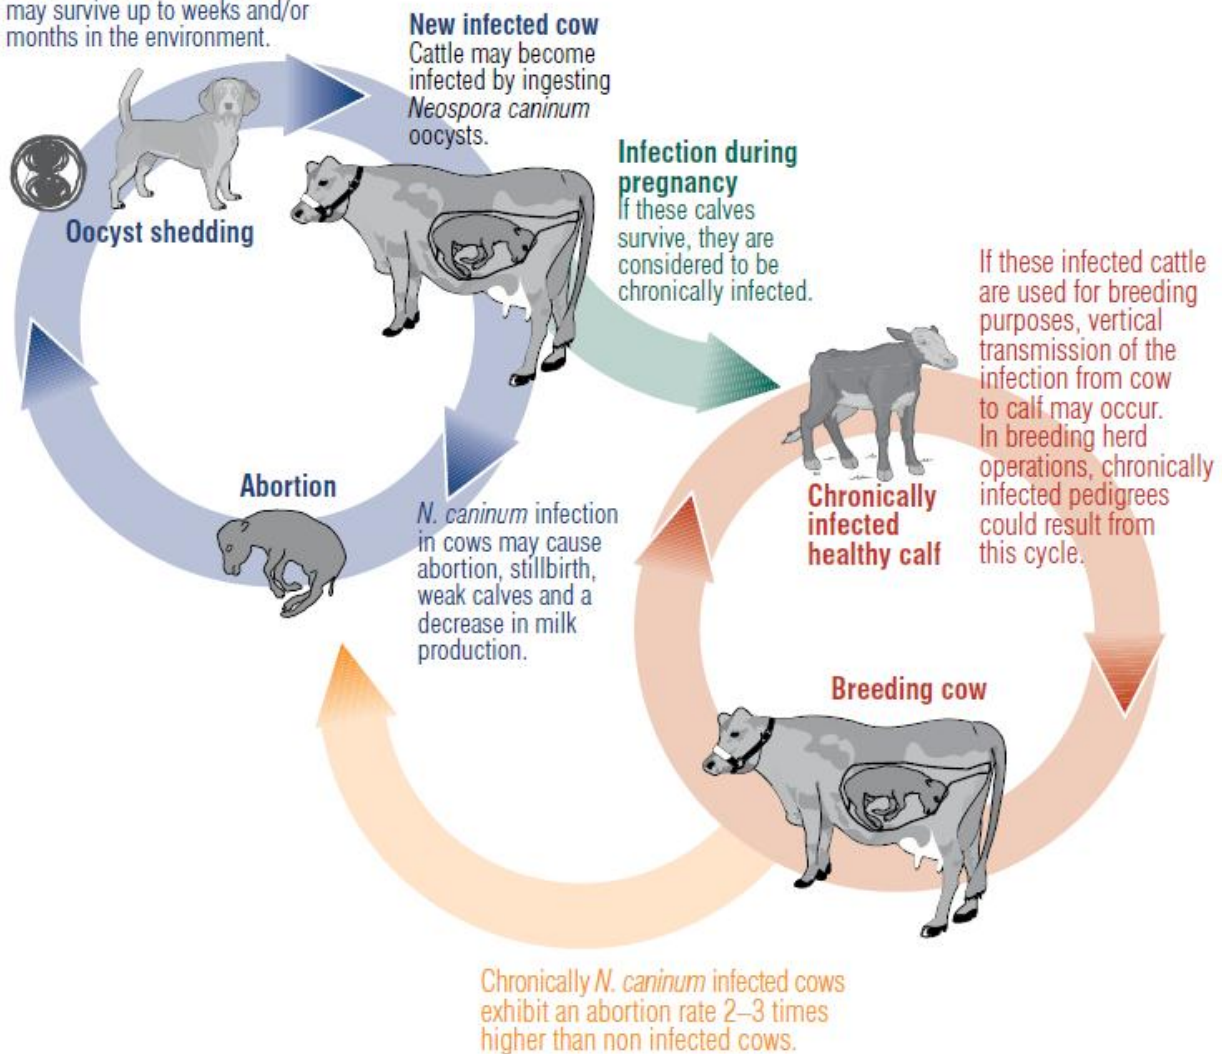 may survive up to weeks and/or
months in the environment.
New infected cow
Cattle may become
infected by ingesting
Neospora caninum
oocysts.
Oocyst shedding
Infection during
pregnancy
If these calves
survive, they are
considered to be
chronically infected.
If these infected cattle
are used for breeding
purposes, vertical
transmission of the
infection from cow
to calf may occur.
In breeding herd
operations, chronically
infected pedigrees
could result from
this cycle.
Chronically
infected
healthy calf
Abortion
N. caninum infection
in cows may cause
abortion, stillbirth,
weak calves and a
decrease in milk
production.
Breeding cow
Chronically N. caninum infected cows
exhibit an abortion rate 2–3 times
higher than non infected cows.